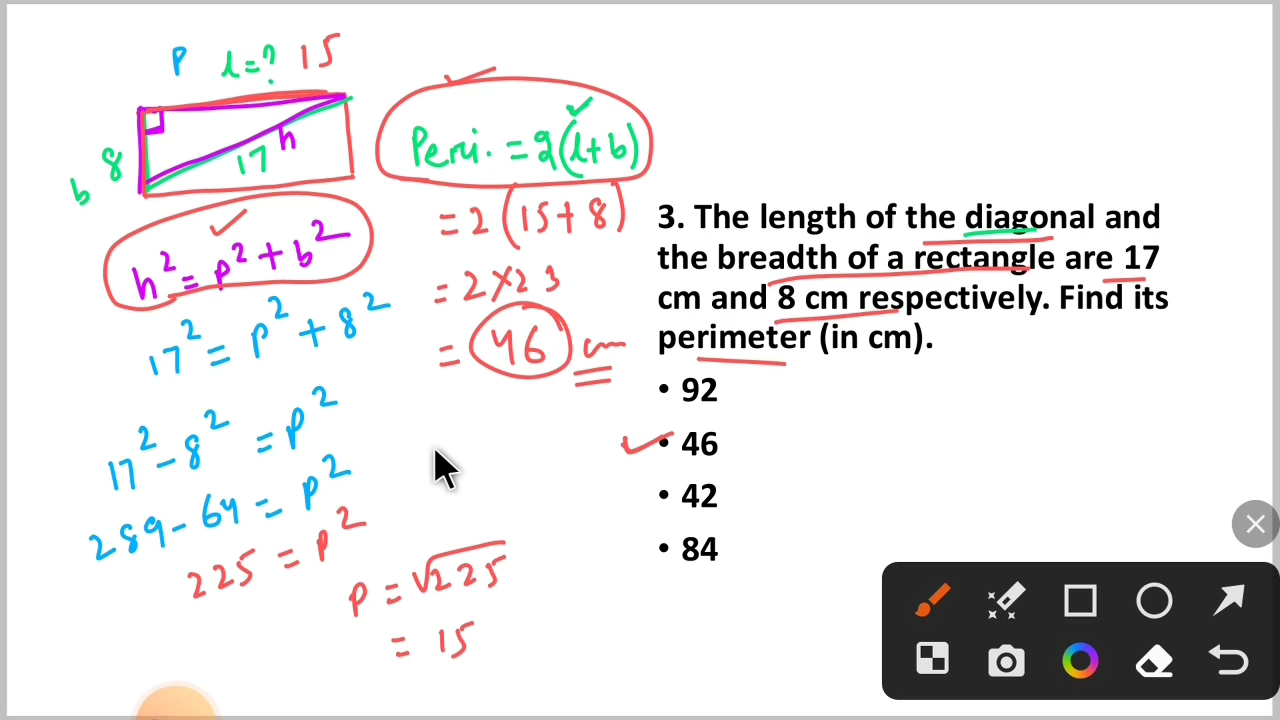 P l=? 15
8
b
17
h
h² = p² + b²
17² = p² + 8²
17² - 8² = p²
289 - 64 = p²
225 = p²
p = √225
= 15
Peri. = 2(l+b)
= 2(15+8)
= 2×23
= 46 cm
3. The length of the diagonal and
the breadth of a rectangle are 17
cm and 8 cm respectively. Find its
perimeter (in cm).
• 92
• 46
• 42
• 84